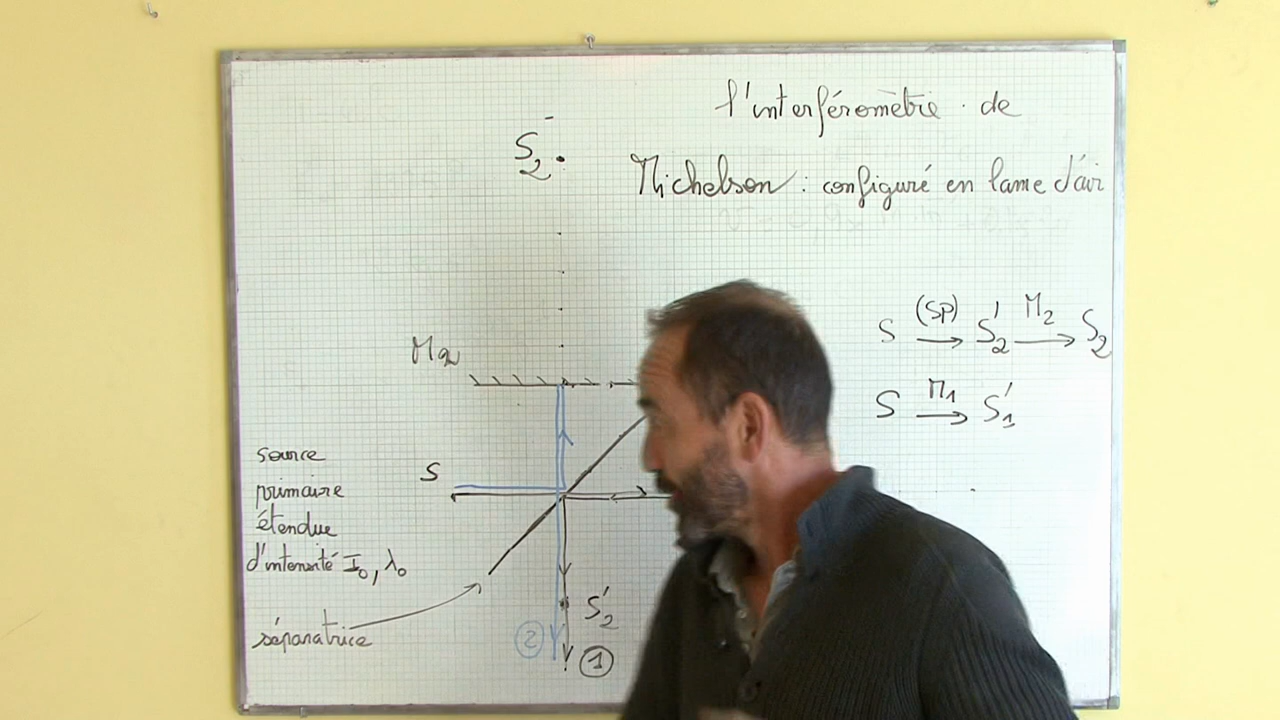 l'interféromètrie de
Michelson : configuré en lame d'air
S₂
S (SP) → S'₂ M₂ → S₂
S M₁ → S'₁
M₂
source
primaire
étendue
d'intensité I₀, λ₀
S
séparatrice
S'₂
②
①